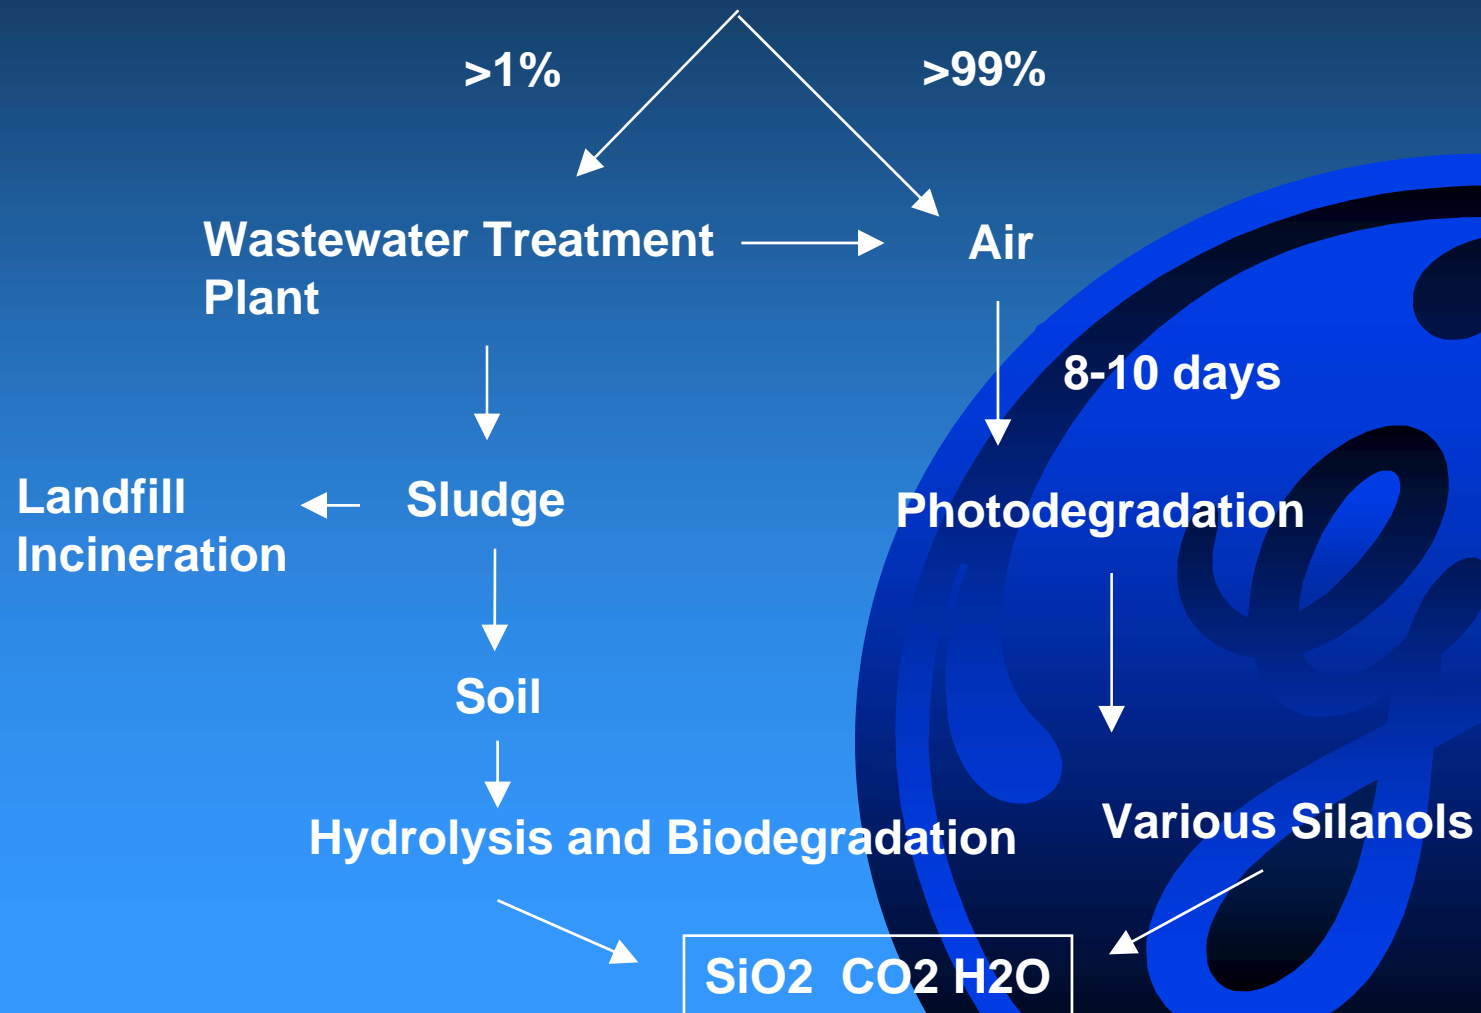 >1%
>99%
Wastewater Treatment
Plant
Air
8-10 days
Landfill
Incineration
Sludge
Photodegradation
Soil
Hydrolysis and Biodegradation
Various Silanols
SiO2 CO2 H2O